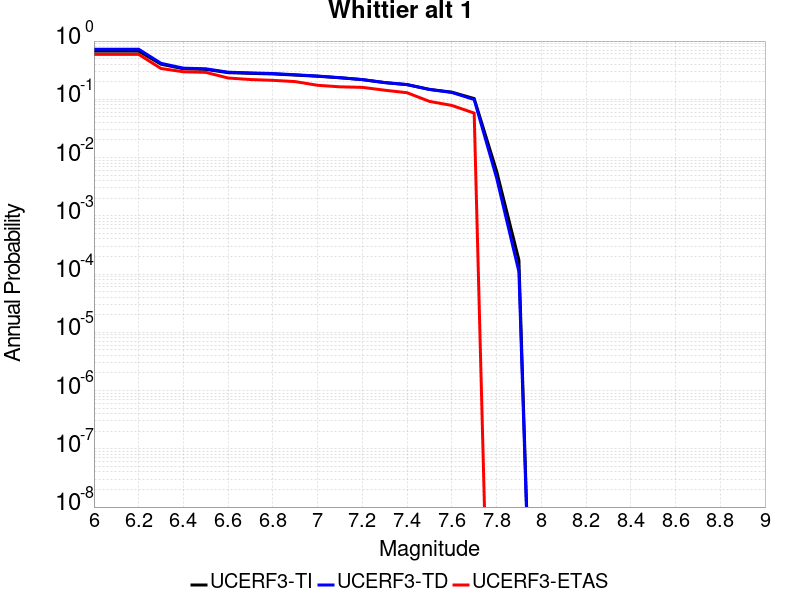 Whittier alt 1
10^0
10^-1
10^-2
10^-3
10^-4
10^-5
10^-6
10^-7
10^-8
Annual Probability
6 6.2 6.4 6.6 6.8 7 7.2 7.4 7.6 7.8 8 8.2 8.4 8.6 8.8 9
Magnitude
UCERF3-TI UCERF3-TD UCERF3-ETAS